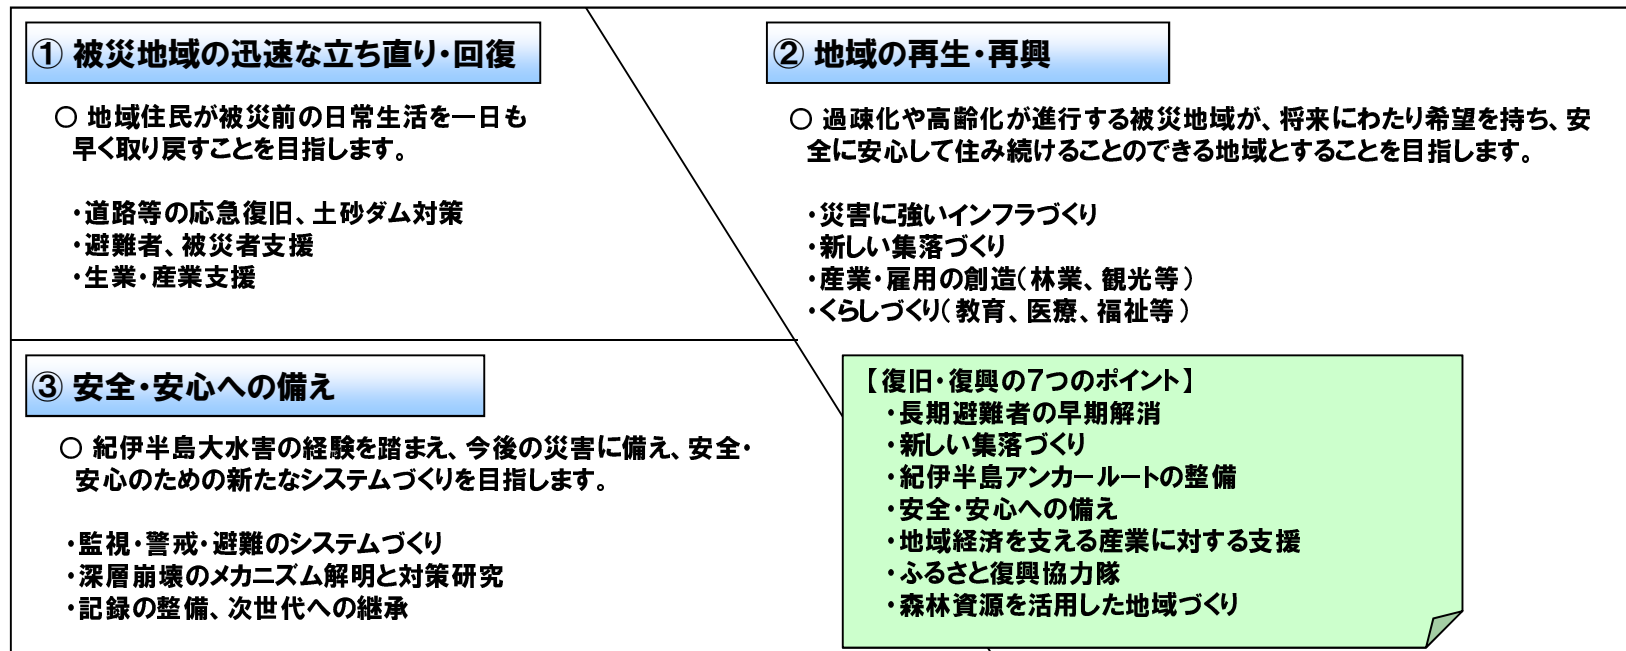 ① 被災地域の迅速な立ち直り・回復
○ 地域住民が被災前の日常生活を一日も
早く取り戻すことを目指します。
・道路等の応急復旧、土砂ダム対策
・避難者、被災者支援
・生業・産業支援
② 地域の再生・再興
○ 過疎化や高齢化が進行する被災地域が、将来にわたり希望を持ち、安
全に安心して住み続けることのできる地域とすることを目指します。
・災害に強いインフラづくり
・新しい集落づくり
・産業・雇用の創造(林業、観光等)
・くらしづくり(教育、医療、福祉等)
③ 安全・安心への備え
○ 紀伊半島大水害の経験を踏まえ、今後の災害に備え、安全・
安心のための新たなシステムづくりを目指します。
・監視・警戒・避難のシステムづくり
・深層崩壊のメカニズム解明と対策研究
・記録の整備、次世代への継承
【復旧・復興の7つのポイント】
・長期避難者の早期解消
・新しい集落づくり
・紀伊半島アンカールートの整備
・安全・安心への備え
・地域経済を支える産業に対する支援
・ふるさと復興協力隊
・森林資源を活用した地域づくり